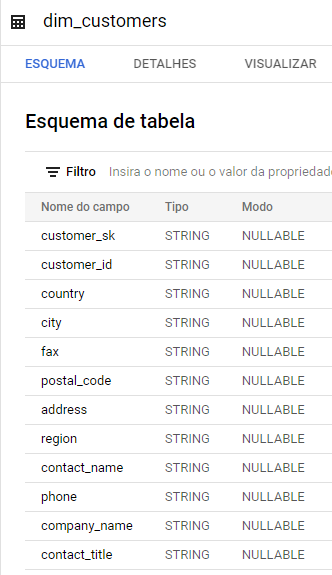 dim_customers
ESQUEMA DETALHES VISUALIZAR
Esquema de tabela
Filtro Insira o nome ou o valor da propriedade
Nome do campo Tipo Modo
customer_sk STRING NULLABLE
customer_id STRING NULLABLE
country STRING NULLABLE
city STRING NULLABLE
fax STRING NULLABLE
postal_code STRING NULLABLE
address STRING NULLABLE
region STRING NULLABLE
contact_name STRING NULLABLE
phone STRING NULLABLE
company_name STRING NULLABLE
contact_title STRING NULLABLE